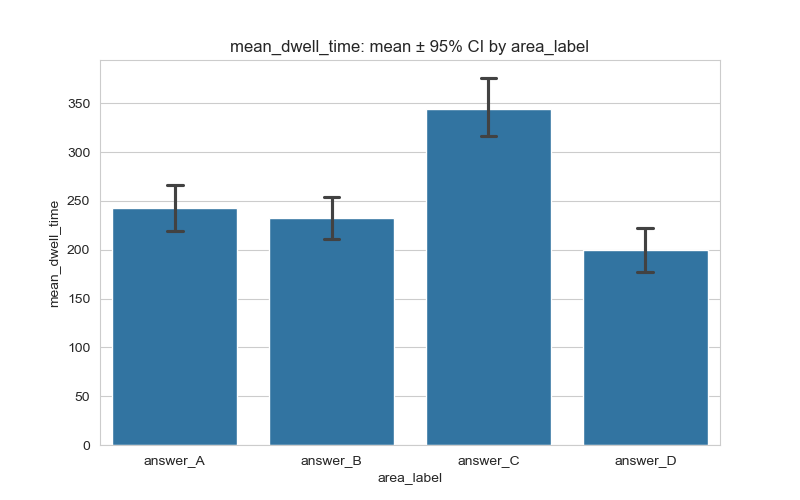 mean_dwell_time: mean ± 95% CI by area_label
mean_dwell_time
350
300
250
200
150
100
50
0
answer_A
answer_B
answer_C
answer_D
area_label